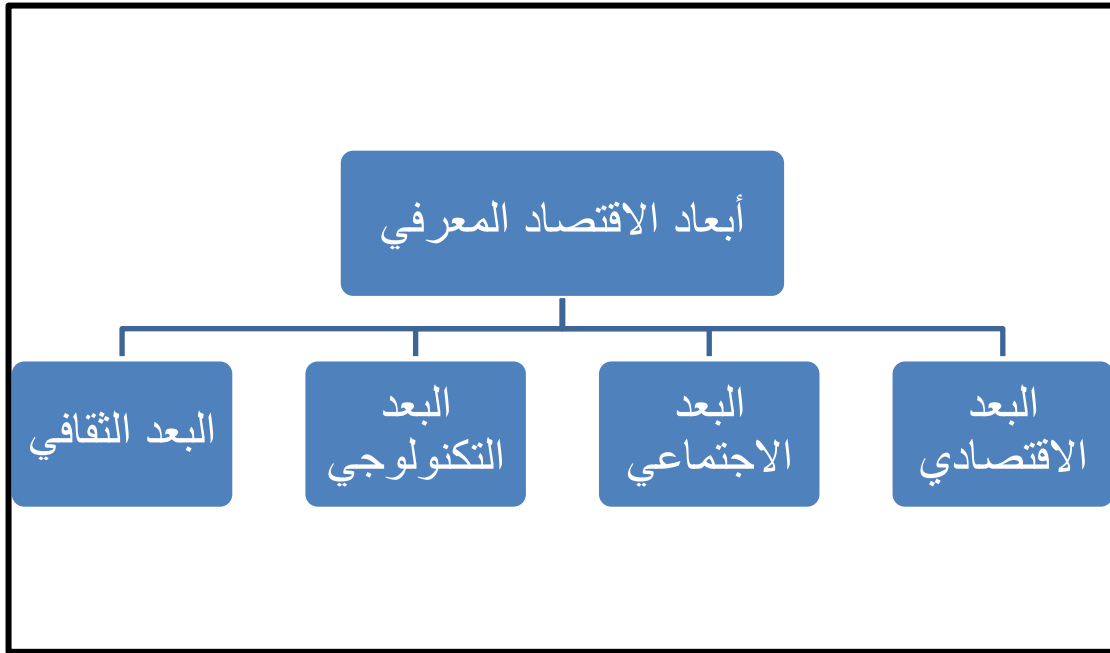 أبعاد الاقتصاد المعرفي
البعد
الاقتصادي
البعد
الاجتماعي
البعد
التكنولوجي
البعد الثقافي